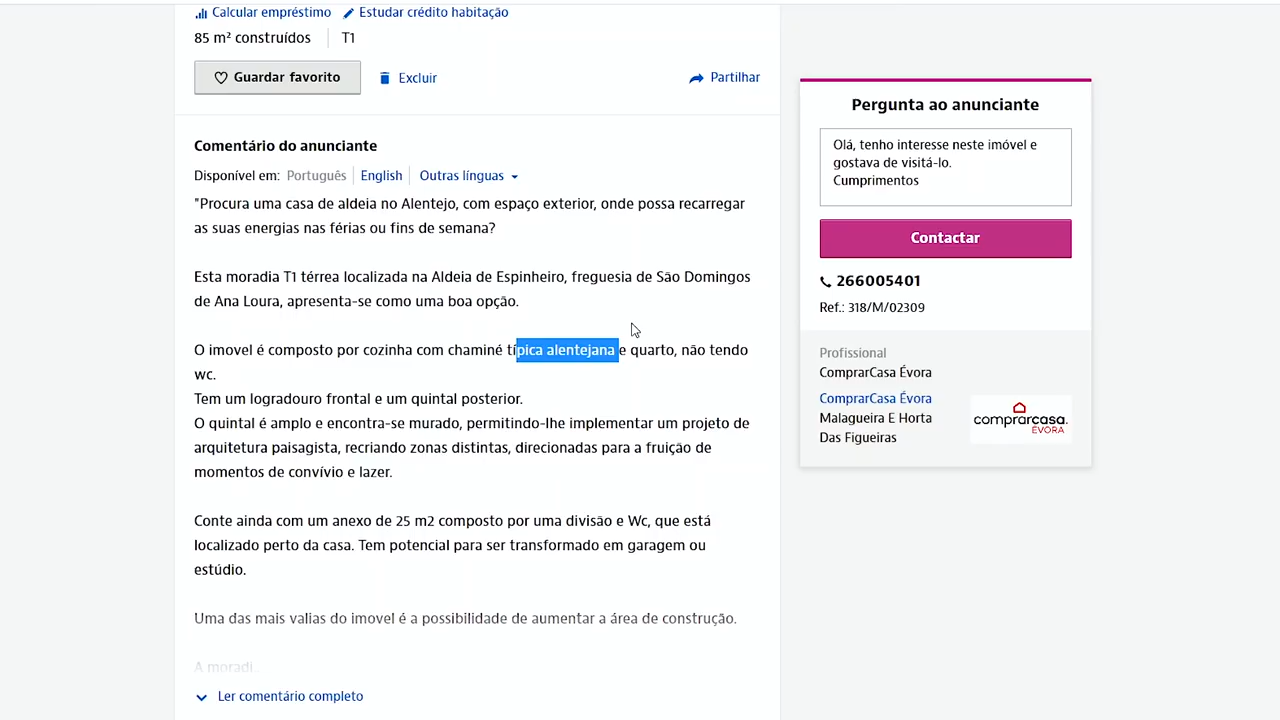 Calcular empréstimo Estudar crédito habitação
85 m² construídos T1
Guardar favorito Excluir Partilhar
Comentário do anunciante
Disponível em: Português English Outras línguas
"Procura uma casa de aldeia no Alentejo, com espaço exterior, onde possa recarregar
as suas energias nas férias ou fins de semana?
Esta moradia T1 térrea localizada na Aldeia de Espinheiro, freguesia de São Domingos
de Ana Loura, apresenta-se como uma boa opção.
O imovel é composto por cozinha com chaminé típica alentejana e quarto, não tendo
wc.
Tem um logradouro frontal e um quintal posterior.
O quintal é amplo e encontra-se murado, permitindo-lhe implementar um projeto de
arquitetura paisagista, recriando zonas distintas, direcionadas para a fruição de
momentos de convívio e lazer.
Conte ainda com um anexo de 25 m2 composto por uma divisão e Wc, que está
localizado perto da casa. Tem potencial para ser transformado em garagem ou
estúdio.
Uma das mais valias do imovel é a possibilidade de aumentar a área de construção.
A moradi...
Ler comentário completo
Pergunta ao anunciante
Olá, tenho interesse neste imóvel e
gostava de visitá-lo.
Cumprimentos
Contactar
266005401
Ref.: 318/M/02309
Profissional
ComprarCasa Évora
ComprarCasa Évora
Malagueira E Horta
Das Figueiras
comprarcasa.
ÉVORA